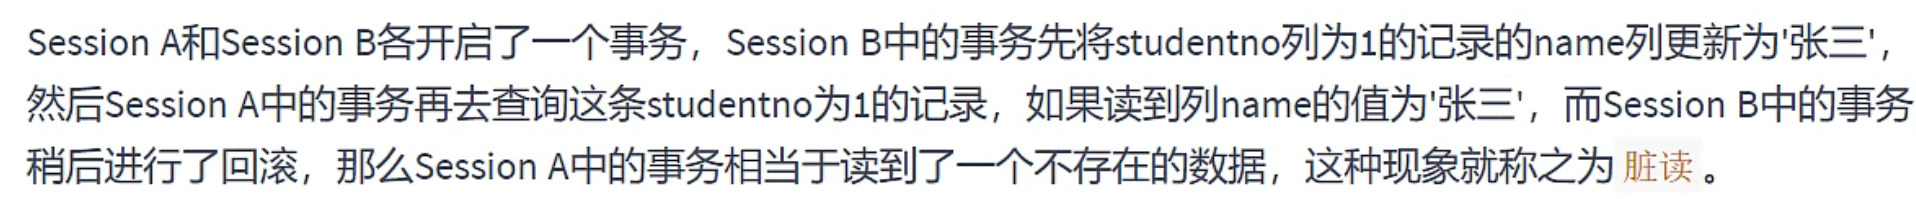 Session A和Session B各开启了一个事务，Session B中的事务先将studentno列为1的记录的name列更新为'张三'，
然后Session A中的事务再去查询这条studentno为1的记录，如果读到列name的值为'张三'，而Session B中的事务
稍后进行了回滚，那么Session A中的事务相当于读到了一个不存在的数据，这种现象就称之为 脏读 。